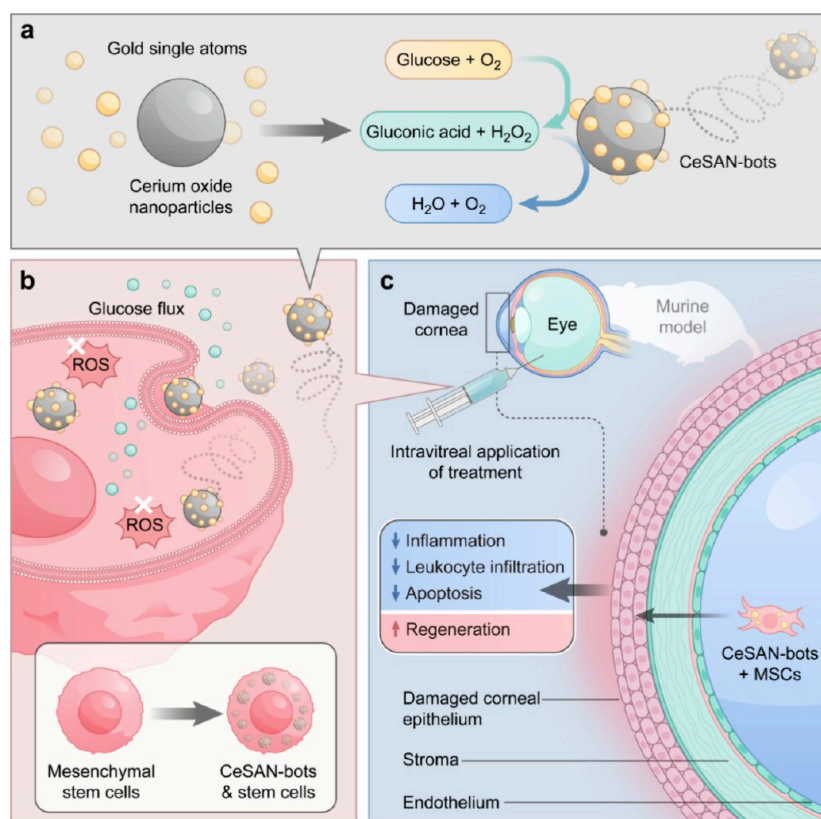 a
Gold single atoms
Cerium oxide
nanoparticles
Glucose + O₂
Gluconic acid + H₂O₂
H₂O + O₂
CeSAN-bots
b
Glucose flux
ROS
ROS
Mesenchymal
stem cells
CeSAN-bots
& stem cells
c
Damaged
cornea
Eye
Murine
model
Intravitreal application
of treatment
↓ Inflammation
↓ Leukocyte infiltration
↓ Apoptosis
↑ Regeneration
CeSAN-bots
+ MSCs
Damaged corneal
epithelium
Stroma
Endothelium